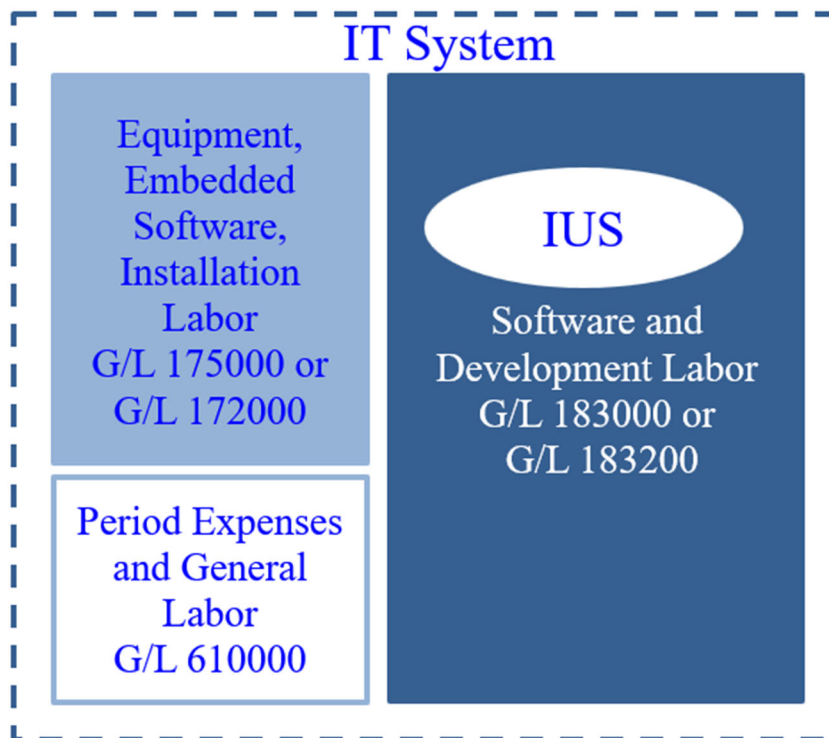 IT System
Equipment,
Embedded
Software,
Installation
Labor
G/L 175000 or
G/L 172000
Period Expenses
and General
Labor
G/L 610000
IUS
Software and
Development Labor
G/L 183000 or
G/L 183200